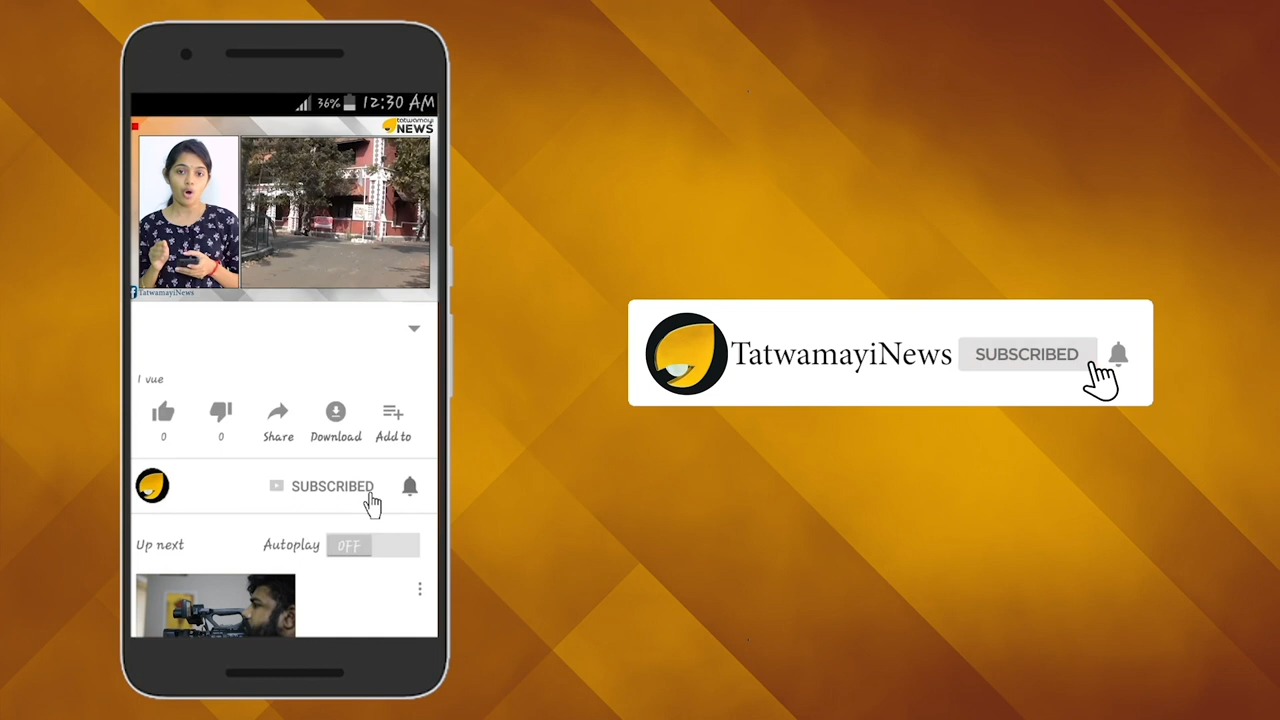 36% 12:30 AM
tatwamayi
NEWS
TatwamayiNews
1 vue
0 0 Share Download Add to
SUBSCRIBED
Up next Autoplay OFF
TatwamayiNews SUBSCRIBED